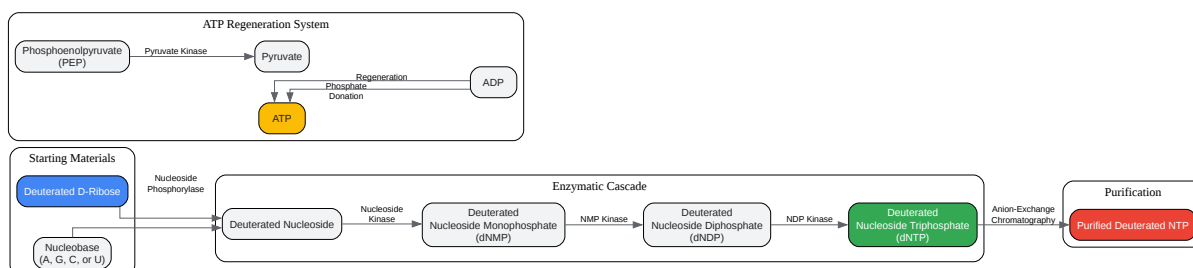 ATP Regeneration System
Phosphoenolpyruvate
(PEP)
Pyruvate Kinase
Pyruvate
ADP
Regeneration
Phosphate
Donation
ATP
Starting Materials
Deuterated D-Ribose
Nucleobase
(A, G, C, or U)
Nucleoside
Phosphorylase
Enzymatic Cascade
Deuterated Nucleoside
Nucleoside
Kinase
Deuterated
Nucleoside Monophosphate
(dNMP)
NMP Kinase
Deuterated
Nucleoside Diphosphate
(dNDP)
NDP Kinase
Deuterated
Nucleoside Triphosphate
(dNTP)
Anion-Exchange
Chromatography
Purification
Purified Deuterated NTP